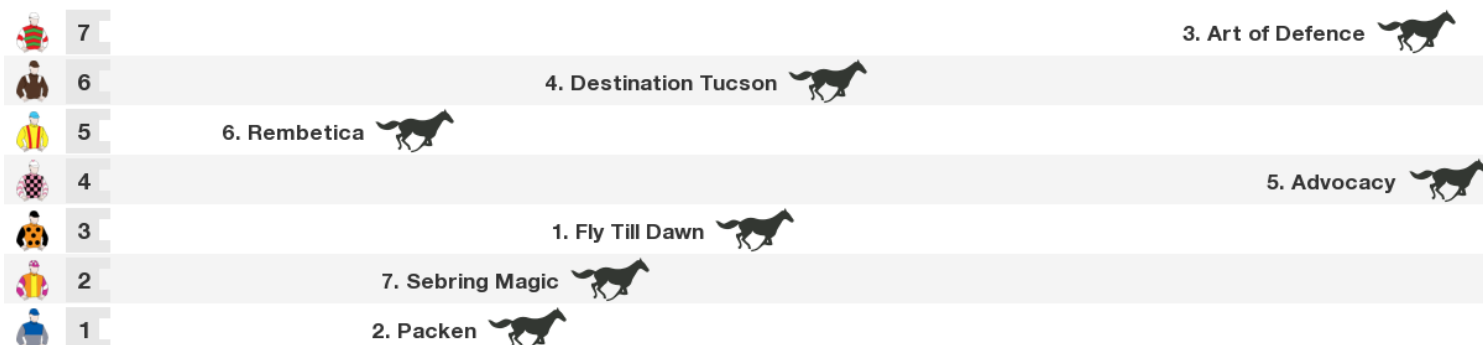 7 3. Art of Defence
6 4. Destination Tucson
5 6. Rembetica
4 5. Advocacy
3 1. Fly Till Dawn
2 7. Sebring Magic
1 2. Packen